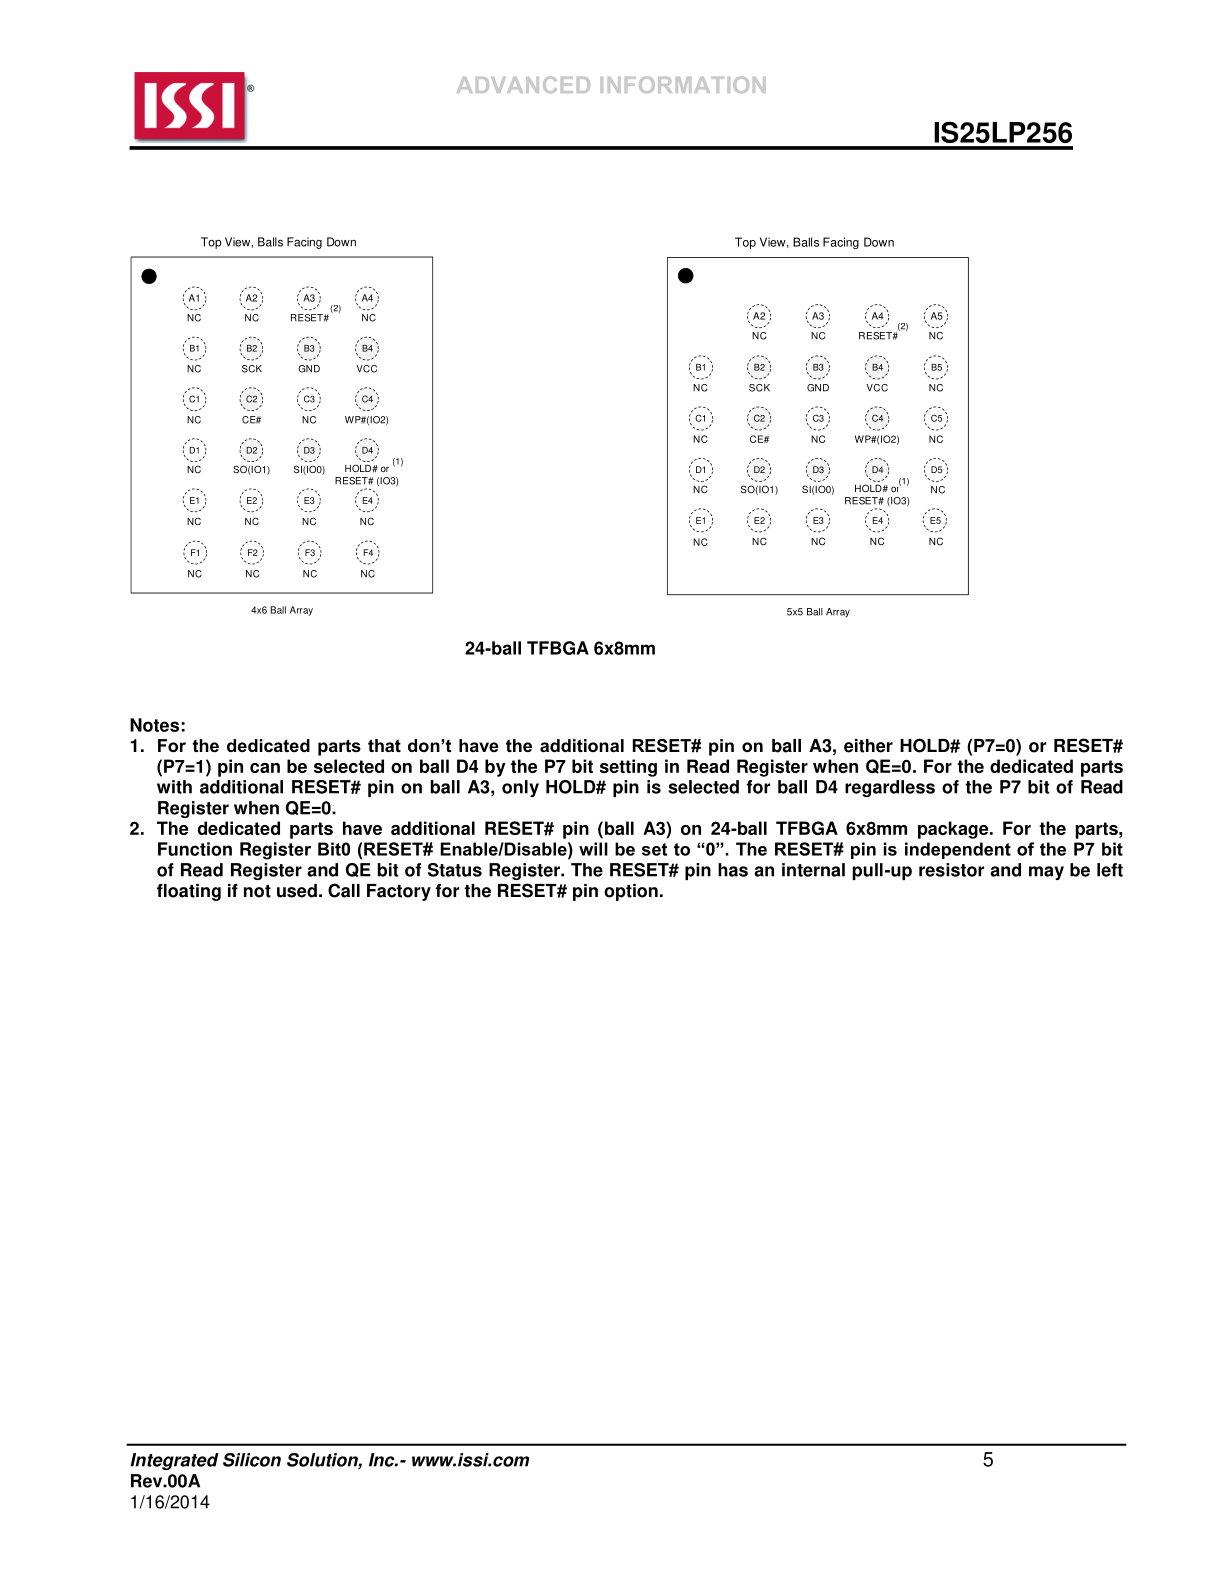 ISSI®
ADVANCED INFORMATION
IS25LP256
Top View, Balls Facing Down
A1 A2 A3 A4
NC NC RESET# (2) NC
B1 B2 B3 B4
NC SCK GND VCC
C1 C2 C3 C4
NC CE# NC WP#(IO2)
D1 D2 D3 D4
NC SO(IO1) SI(IO0) HOLD# or (1)
RESET# (IO3)
E1 E2 E3 E4
NC NC NC NC
F1 F2 F3 F4
NC NC NC NC
4x6 Ball Array
Top View, Balls Facing Down
A2 A3 A4 A5
NC NC RESET# (2) NC
B1 B2 B3 B4 B5
NC SCK GND VCC NC
C1 C2 C3 C4 C5
NC CE# NC WP#(IO2) NC
D1 D2 D3 D4 D5
NC SO(IO1) SI(IO0) HOLD# or (1) NC
RESET# (IO3)
E1 E2 E3 E4 E5
NC NC NC NC NC
5x5 Ball Array
24-ball TFBGA 6x8mm
Notes:
1. For the dedicated parts that don’t have the additional RESET# pin on ball A3, either HOLD# (P7=0) or RESET#
(P7=1) pin can be selected on ball D4 by the P7 bit setting in Read Register when QE=0. For the dedicated parts
with additional RESET# pin on ball A3, only HOLD# pin is selected for ball D4 regardless of the P7 bit of Read
Register when QE=0.
2. The dedicated parts have additional RESET# pin (ball A3) on 24-ball TFBGA 6x8mm package. For the parts,
Function Register Bit0 (RESET# Enable/Disable) will be set to “0”. The RESET# pin is independent of the P7 bit
of Read Register and QE bit of Status Register. The RESET# pin has an internal pull-up resistor and may be left
floating if not used. Call Factory for the RESET# pin option.
Integrated Silicon Solution, Inc.- www.issi.com 5
Rev.00A
1/16/2014